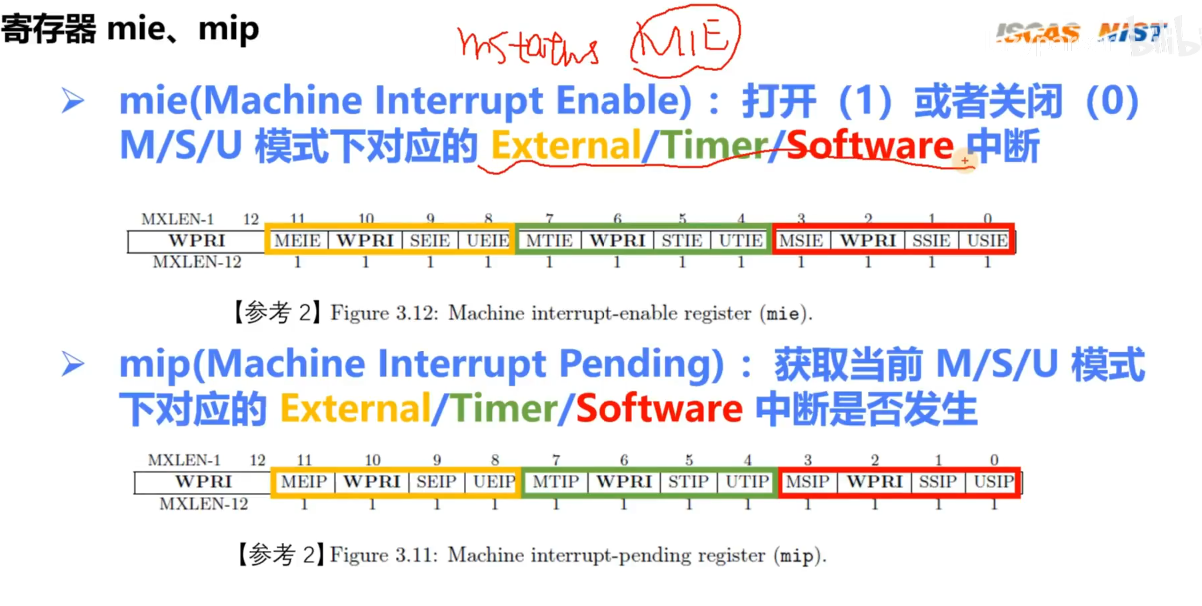 寄存器 mie、mip
mstatus MIE
ISCAS MIST
bilibili
➢ mie(Machine Interrupt Enable) ：打开（1）或者关闭（0）
M/S/U 模式下对应的 External/Timer/Software 中断
MXLEN-1 12 11 10 9 8 7 6 5 4 3 2 1 0
WPRI MEIE WPRI SEIE UEIE MTIE WPRI STIE UTIE MSIE WPRI SSIE USIE
MXLEN-12 1 1 1 1 1 1 1 1 1 1 1 1
【参考 2】Figure 3.12: Machine interrupt-enable register (mie).
➢ mip(Machine Interrupt Pending) ：获取当前 M/S/U 模式
下对应的 External/Timer/Software 中断是否发生
MXLEN-1 12 11 10 9 8 7 6 5 4 3 2 1 0
WPRI MEIP WPRI SEIP UEIP MTIP WPRI STIP UTIP MSIP WPRI SSIP USIP
MXLEN-12 1 1 1 1 1 1 1 1 1 1 1 1
【参考 2】Figure 3.11: Machine interrupt-pending register (mip).